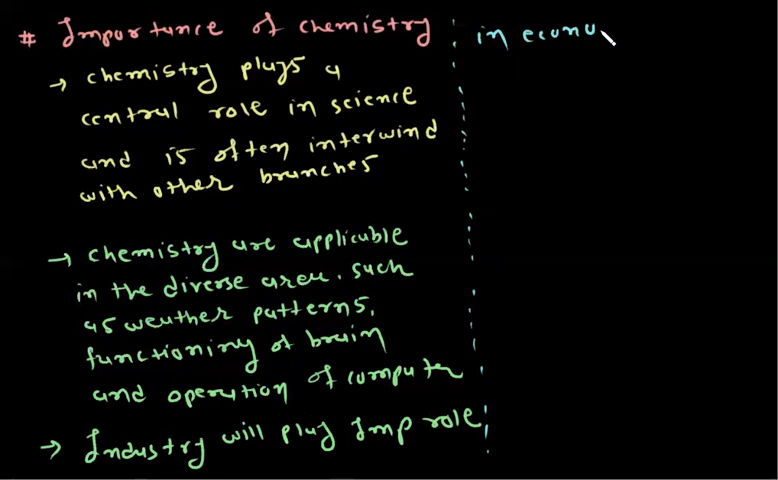 # Importance of chemistry
→ chemistry plays a
central role in science
and is often interwind
with other branches
→ chemistry are applicable
in the diverse area. such
as weather patterns,
functioning of brain
and operation of computer
→ Industry will play Imp role
in econo